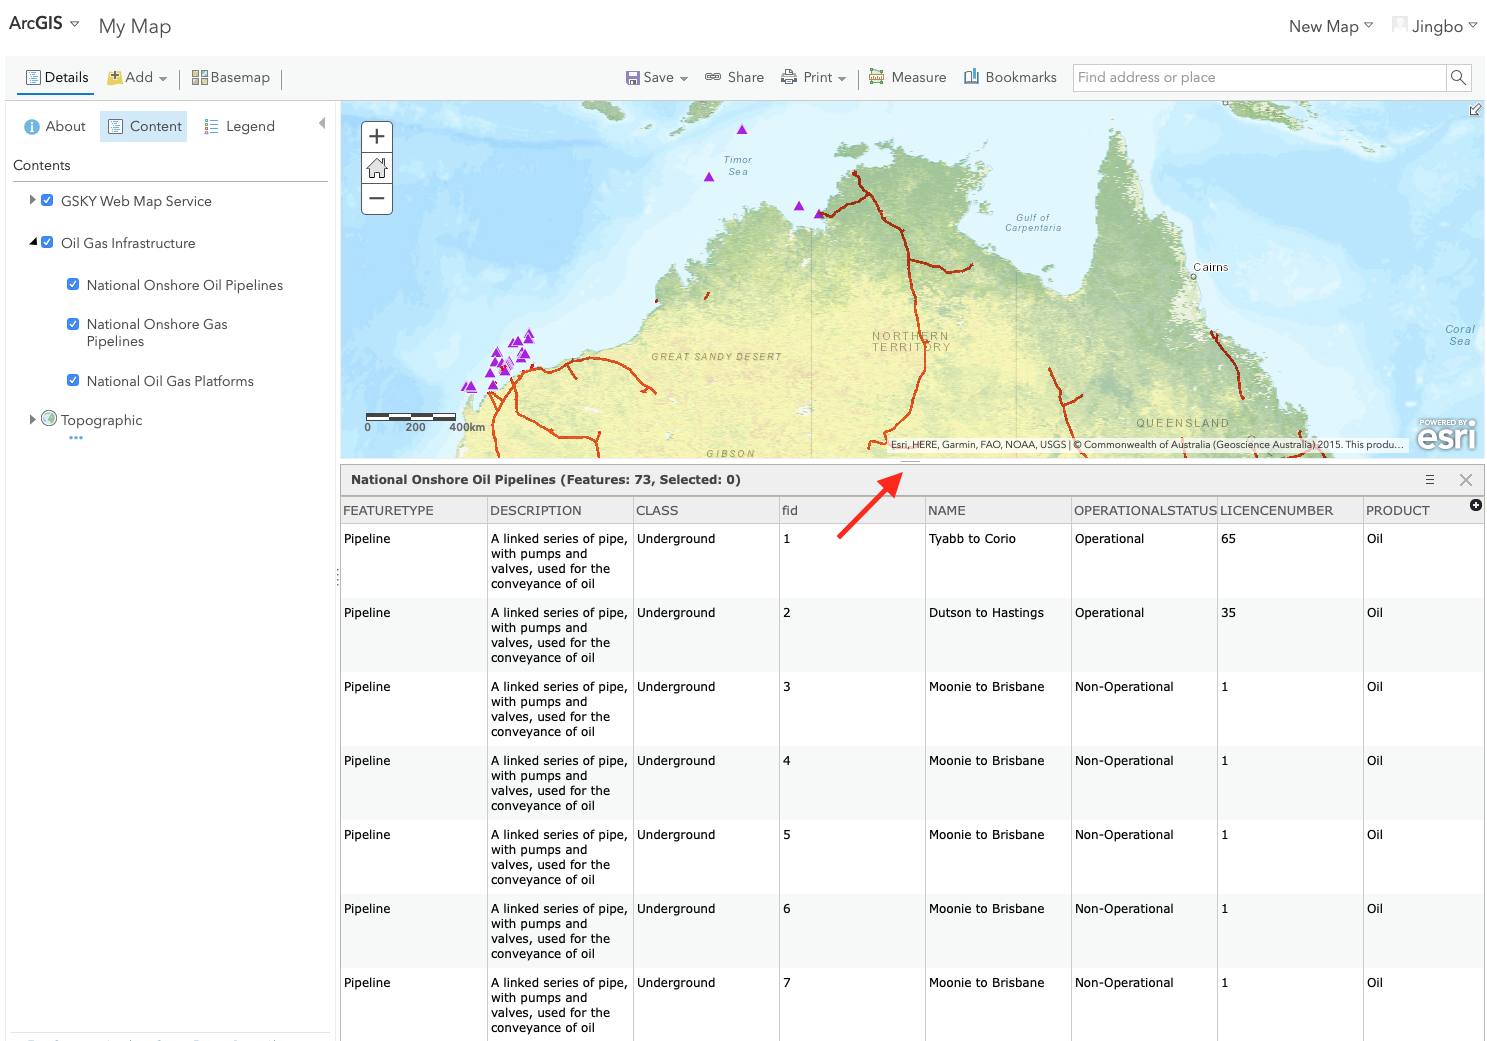 ArcGIS My Map New Map Jingbo
Details Add Basemap Save Share Print Measure Bookmarks Find address or place
About Content Legend
Contents
GSKY Web Map Service
Oil Gas Infrastructure
National Onshore Oil Pipelines
National Onshore Gas
Pipelines
National Oil Gas Platforms
Topographic
+
−
Timor
Sea
Gulf of
Carpentaria
Cairns
Coral
Sea
NORTHERN
TERRITORY
GREAT SANDY DESERT
QUEENSLAND
GIBSON
0 200 400km
Esri, HERE, Garmin, FAO, NOAA, USGS | © Commonwealth of Australia (Geoscience Australia) 2015. This produ...
POWERED BY
esri
National Onshore Oil Pipelines (Features: 73, Selected: 0)
FEATURETYPE DESCRIPTION CLASS fid NAME OPERATIONALSTATUS LICENCENUMBER PRODUCT
Pipeline A linked series of pipe, Underground 1 Tyabb to Corio Operational 65 Oil
with pumps and
valves, used for the
conveyance of oil
Pipeline A linked series of pipe, Underground 2 Dutson to Hastings Operational 35 Oil
with pumps and
valves, used for the
conveyance of oil
Pipeline A linked series of pipe, Underground 3 Moonie to Brisbane Non-Operational 1 Oil
with pumps and
valves, used for the
conveyance of oil
Pipeline A linked series of pipe, Underground 4 Moonie to Brisbane Non-Operational 1 Oil
with pumps and
valves, used for the
conveyance of oil
Pipeline A linked series of pipe, Underground 5 Moonie to Brisbane Non-Operational 1 Oil
with pumps and
valves, used for the
conveyance of oil
Pipeline A linked series of pipe, Underground 6 Moonie to Brisbane Non-Operational 1 Oil
with pumps and
valves, used for the
conveyance of oil
Pipeline A linked series of pipe, Underground 7 Moonie to Brisbane Non-Operational 1 Oil
with pumps and
valves, used for the
conveyance of oil